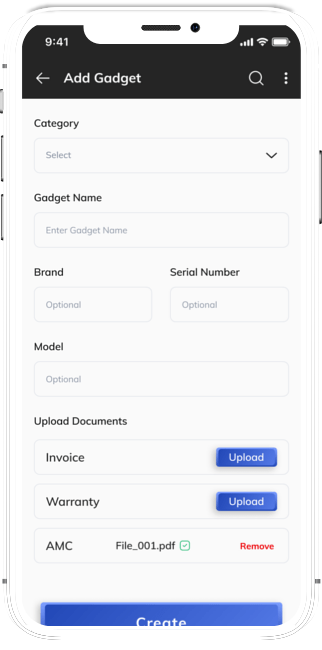 9:41
Add Gadget
Category
Select
Gadget Name
Enter Gadget Name
Brand Serial Number
Optional Optional
Model
Optional
Upload Documents
Invoice Upload
Warranty Upload
AMC File_001.pdf Remove
Create